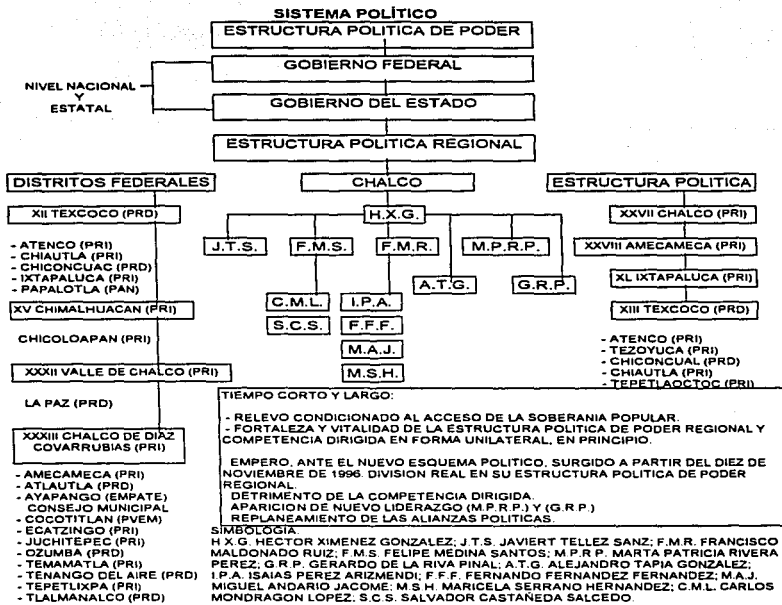 SISTEMA POLÍTICO
ESTRUCTURA POLITICA DE PODER
GOBIERNO FEDERAL
NIVEL NACIONAL
Y
ESTATAL
GOBIERNO DEL ESTADO
ESTRUCTURA POLITICA REGIONAL
DISTRITOS FEDERALES
XII TEXCOCO (PRD)
- ATENCO (PRI)
- CHIAUTLA (PRI)
- CHICONCUAC (PRD)
- IXTAPALUCA (PRI)
- PAPALOTLA (PAN)
XV CHIMALHUACAN (PRI)
CHICOLOAPAN (PRI)
XXXII VALLE DE CHALCO (PRI)
LA PAZ (PRD)
XXXIII CHALCO DE DIAZ
COVARRUBIAS (PRI)
- AMECAMECA (PRI)
- ATLAUTLA (PRD)
- AYAPANGO (EMPATE)
CONSEJO MUNICIPAL
- COCOTITLAN (PVEM)
- ECATZINGO (PRI)
- JUCHITEPEC (PRI)
- OZUMBA (PRD)
- TEMAMATLA (PRI)
- TENANGO DEL AIRE (PRD)
- TEPETLIXPA (PRI)
- TLALMANALCO (PRD)
CHALCO
H.X.G.
J.T.S.
F.M.S.
F.M.R.
M.P.R.P.
A.T.G.
G.R.P.
C.M.L.
I.P.A.
S.C.S.
F.F.F.
M.A.J.
M.S.H.
ESTRUCTURA POLITICA
XXVII CHALCO (PRI)
XXVIII AMECAMECA (PRI)
XL IXTAPALUCA (PRI)
XIII TEXCOCO (PRD)
- ATENCO (PRI)
- TEZOYUCA (PRI)
- CHICONCUAL (PRD)
- CHIAUTLA (PRI)
- TEPETLAOCTOC (PRI)
TIEMPO CORTO Y LARGO:
- RELEVO CONDICIONADO AL ACCESO DE LA SOBERANIA POPULAR.
- FORTALEZA Y VITALIDAD DE LA ESTRUCTURA POLITICA DE PODER REGIONAL Y
COMPETENCIA DIRIGIDA EN FORMA UNILATERAL, EN PRINCIPIO.
EMPERO, ANTE EL NUEVO ESQUEMA POLITICO, SURGIDO A PARTIR DEL DIEZ DE
NOVIEMBRE DE 1996. DIVISION REAL EN SU ESTRUCTURA POLITICA DE PODER
REGIONAL.
DETRIMENTO DE LA COMPETENCIA DIRIGIDA.
APARICION DE NUEVO LIDERAZGO (M.P.R.P.) Y (G.R.P.)
REPLANEAMIENTO DE LAS ALIANZAS POLITICAS.
SIMBOLOGIA.
H.X.G. HECTOR XIMENEZ GONZALEZ; J.T.S. JAVIERT TELLEZ SANZ; F.M.R. FRANCISCO
MALDONADO RUIZ; F.M.S. FELIPE MEDINA SANTOS; M.P.R.P. MARTA PATRICIA RIVERA
PEREZ; G.R.P. GERARDO DE LA RIVA PINAL; A.T.G. ALEJANDRO TAPIA GONZALEZ;
I.P.A. ISAIAS PEREZ ARIZMENDI; F.F.F. FERNANDO FERNANDEZ FERNANDEZ; M.A.J.
MIGUEL ANDARIO JACOME; M.S.H. MARICELA SERRANO HERNANDEZ; C.M.L. CARLOS
MONDRAGON LOPEZ; S.C.S. SALVADOR CASTAÑEDA SALCEDO.